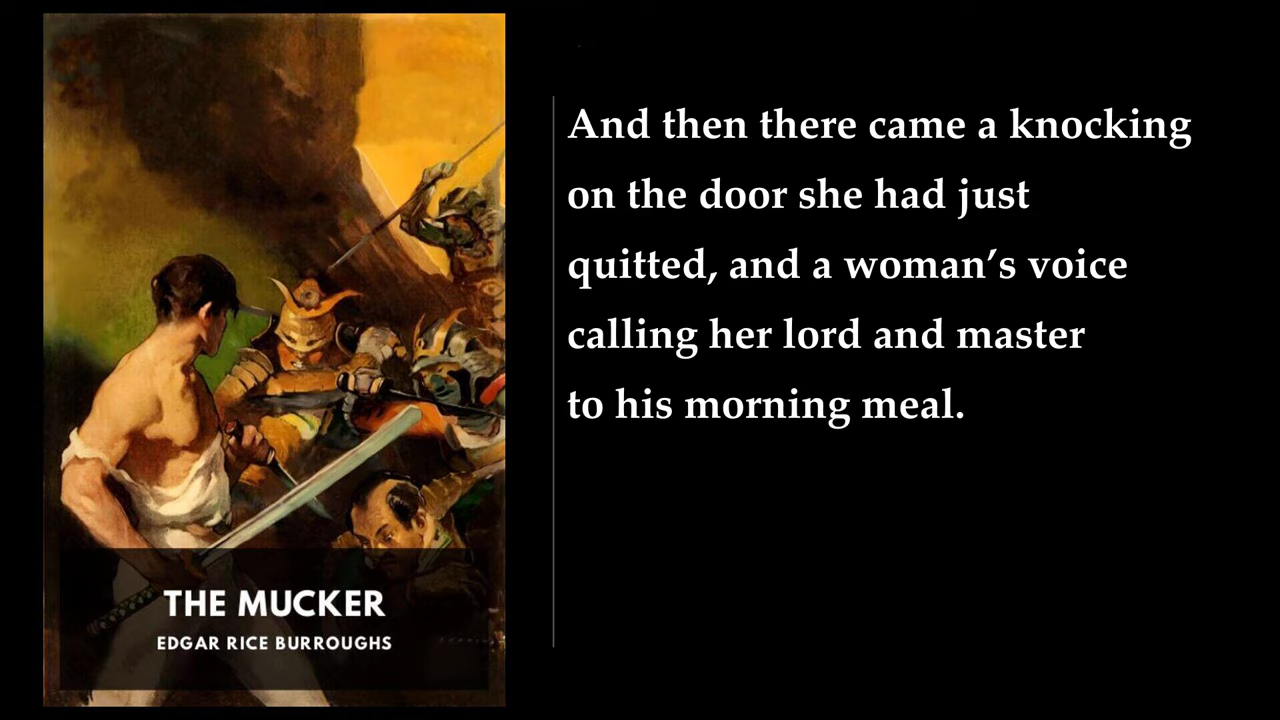 THE MUCKER
EDGAR RICE BURROUGHS
And then there came a knocking
on the door she had just
quitted, and a woman’s voice
calling her lord and master
to his morning meal.